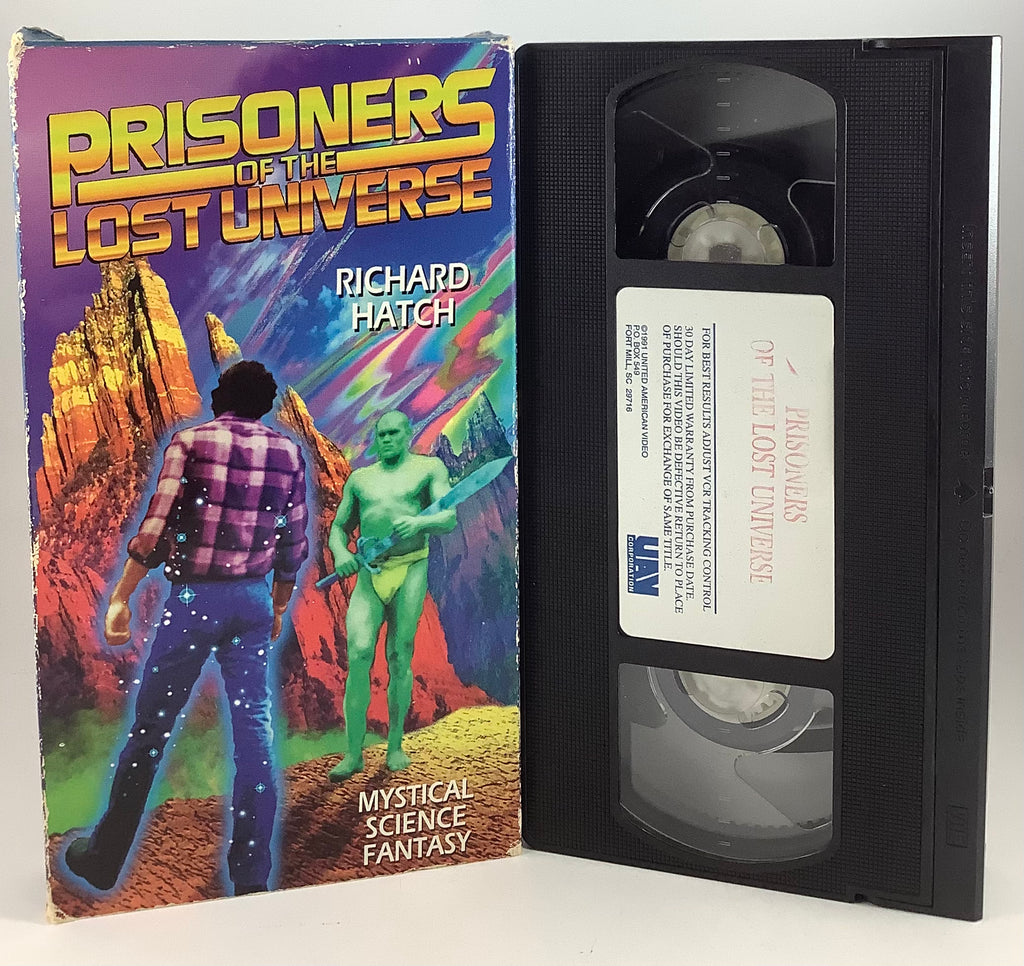 PRISONERS
OF THE
LOST UNIVERSE
RICHARD
HATCH
MYSTICAL
SCIENCE
FANTASY
PRISONERS
OF THE LOST UNIVERSE
FOR BEST RESULTS ADJUST VCR TRACKING CONTROL
30 DAY LIMITED WARRANTY FROM PURCHASE DATE.
SHOULD THIS VIDEO BE DEFECTIVE RETURN TO PLACE
OF PURCHASE FOR EXCHANGE OF SAME TITLE.
©1991 UNITED AMERICAN VIDEO
P.O. BOX 549
FORT MILL, SC 29716
UAV
CORPORATION